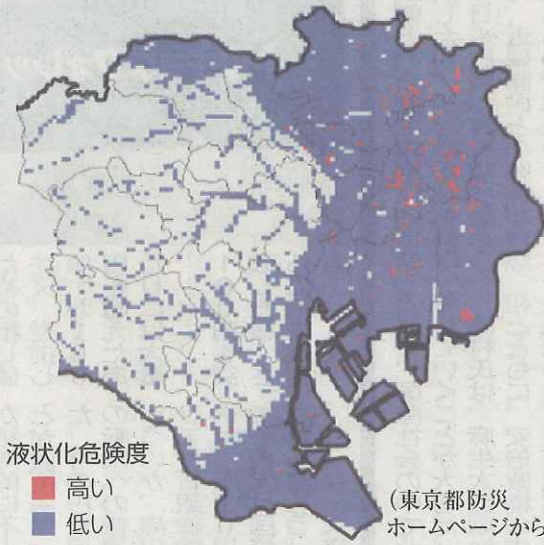 液状化危険度
高い
低い
(東京都防災
ホームページから